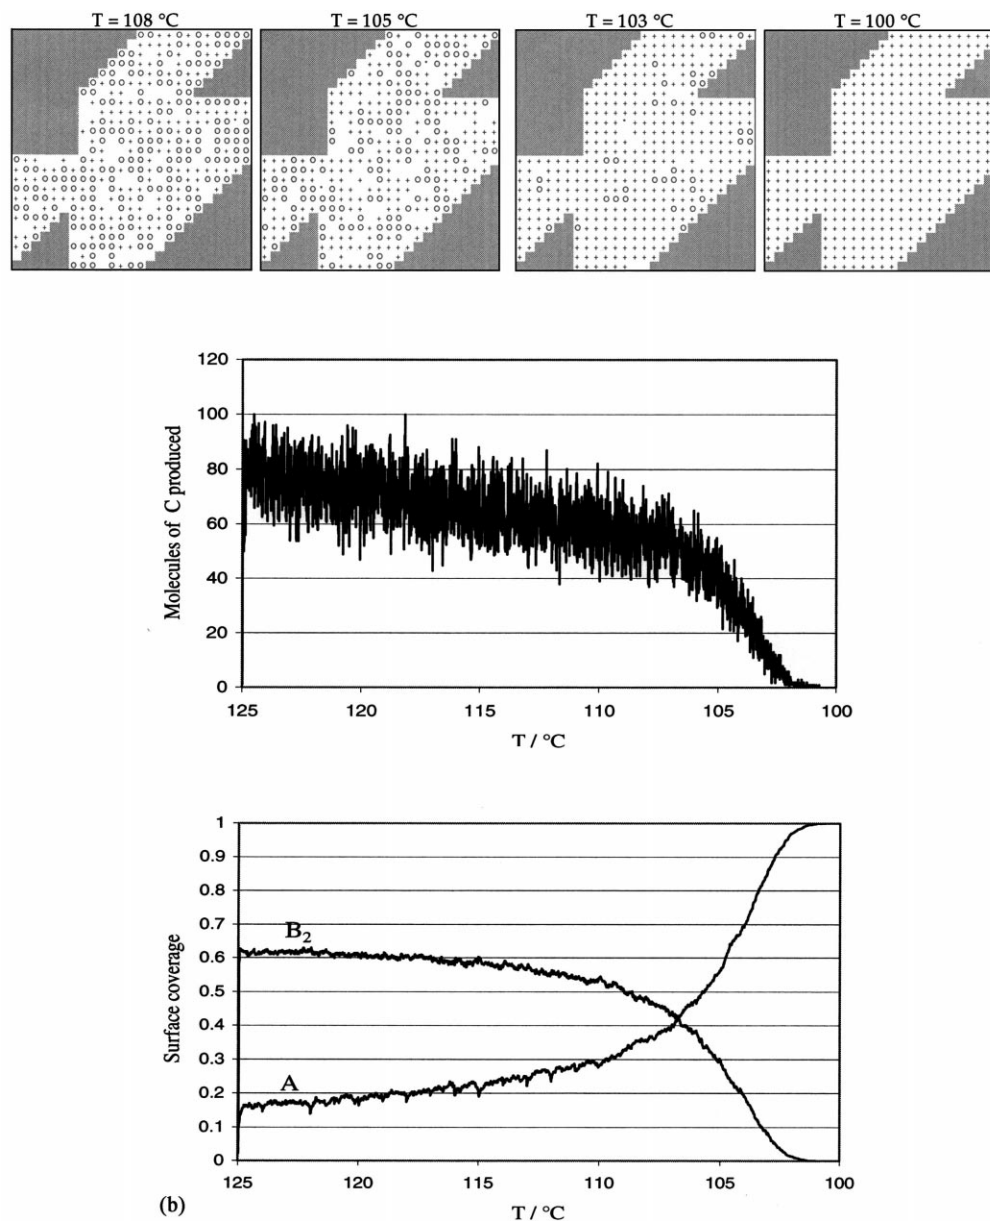 T = 108 °C T = 105 °C T = 103 °C T = 100 °C
120
100
80
60
40
20
0
Molecules of C produced
125 120 115 110 105 100
T / °C
1
0.9
0.8
0.7
0.6
0.5
0.4
0.3
0.2
0.1
0
Surface coverage
B₂
A
125 120 115 110 105 100
(b) T / °C